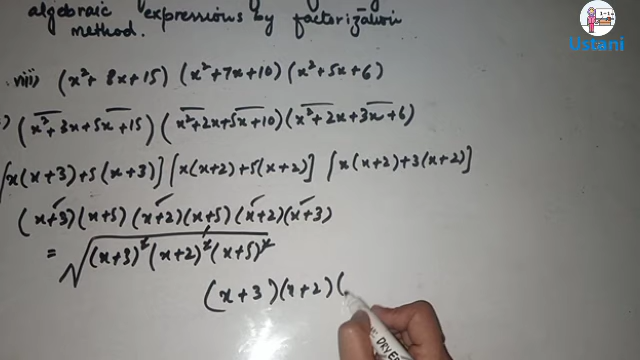 algebraic expressions by factorization
method.
Ustani
viii) (x²+8x+15) (x²+7x+10) (x²+5x+6)
) (x²+3x+5x+15) (x²+2x+5x+10) (x²+2x+3x+6)
[x(x+3)+5(x+3)] [x(x+2)+5(x+2)] [x(x+2)+3(x+2)]
(x+3)(x+5) (x+2)(x+5) (x+2)(x+3)
= √(x+3)² (x+2)² (x+5)²
(x+3)(x+2)(
DRY E